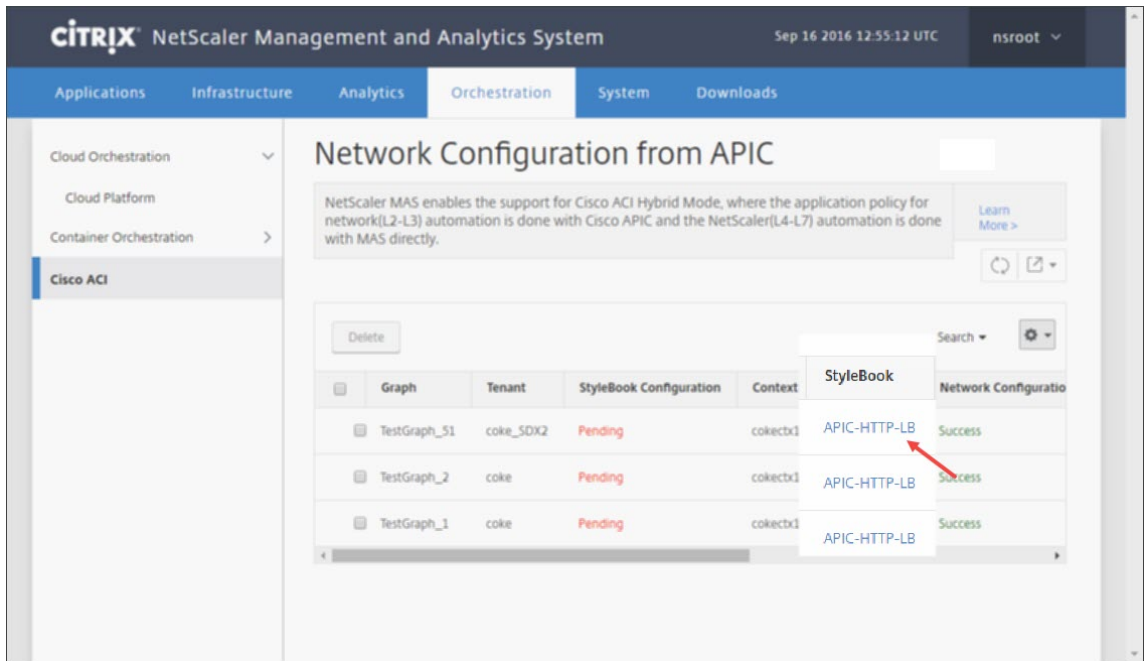 CITRIX NetScaler Management and Analytics System Sep 16 2016 12:55:12 UTC nsroot
Applications Infrastructure Analytics Orchestration System Downloads
Cloud Orchestration
Cloud Platform
Container Orchestration
Cisco ACI
Network Configuration from APIC
NetScaler MAS enables the support for Cisco ACI Hybrid Mode, where the application policy for
network(L2-L3) automation is done with Cisco APIC and the NetScaler(L4-L7) automation is done
with MAS directly.
Learn
More >
Delete
Search
Graph Tenant StyleBook Configuration Context StyleBook Network Configuratio
TestGraph_51 coke_SDX2 Pending cokectx1 APIC-HTTP-LB Success
TestGraph_2 coke Pending cokectx1 APIC-HTTP-LB Success
TestGraph_1 coke Pending cokectx1 APIC-HTTP-LB Success